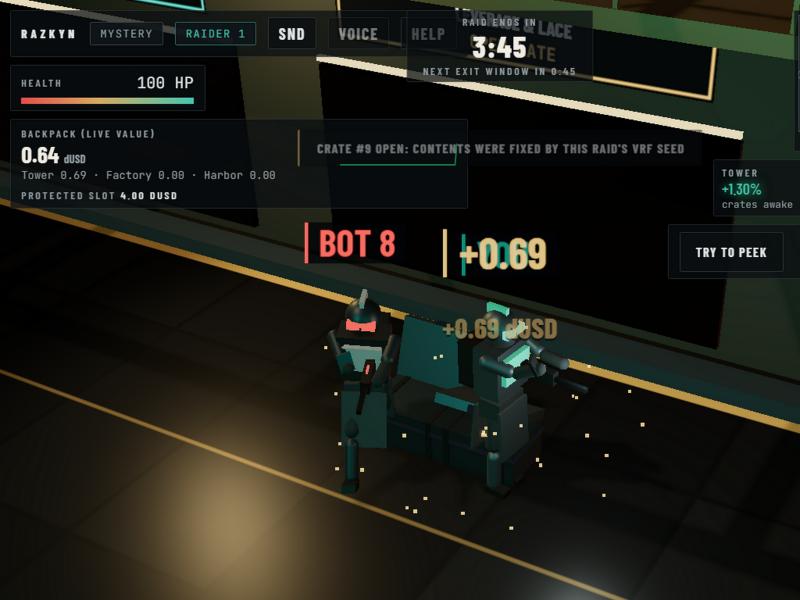 RAZKYN
MYSTERY
RAIDER 1
SND
VOICE
HELP
RAID ENDS IN
3:45
NEXT EXIT WINDOW IN 0:45
& LACE
HEALTH
100 HP
BACKPACK (LIVE VALUE)
0.64 dUSD
Tower 0.69 · Factory 0.00 · Harbor 0.00
PROTECTED SLOT 4.00 DUSD
CRATE #9 OPEN: CONTENTS WERE FIXED BY THIS RAID'S VRF SEED
TOWER
+1.30%
crates awake
TRY TO PEEK
BOT 8
+0.69
+0.69 dUSD